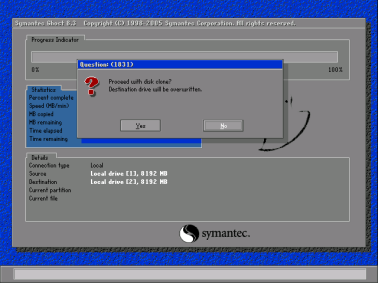 Symantec Ghost 8.3 Copyright (C) 1998-2005 Symantec Corporation. All rights reserved.
Progress Indicator
0%
100%
Question: (1831)
Proceed with disk clone?
Destination drive will be overwritten.
Yes
No
Statistics
Percent complete
Speed (MB/min)
MB copied
MB remaining
Time elapsed
Time remaining
Details
Connection type Local
Source Local drive [1], 8192 MB
Destination Local drive [2], 8192 MB
Current partition
Current file
symantec.